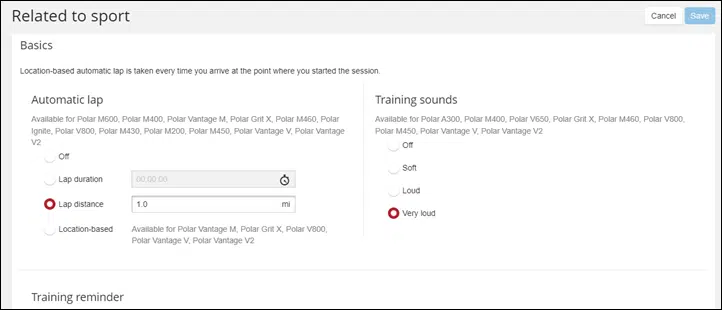 Related to sport
Cancel
Save
Basics
Location-based automatic lap is taken every time you arrive at the point where you started the session.
Automatic lap
Available for Polar M600, Polar M400, Polar Vantage M, Polar Grit X, Polar M460, Polar
Ignite, Polar V800, Polar M430, Polar M200, Polar M450, Polar Vantage V, Polar Vantage
V2
Off
Lap duration
00:00:00
Lap distance
1.0
mi
Location-based
Available for Polar Vantage M, Polar Grit X, Polar V800,
Polar Vantage V, Polar Vantage V2
Training sounds
Available for Polar A300, Polar M400, Polar V650, Polar Grit X, Polar M460, Polar V800,
Polar M450, Polar Vantage V, Polar Vantage V2
Off
Soft
Loud
Very loud
Training reminder